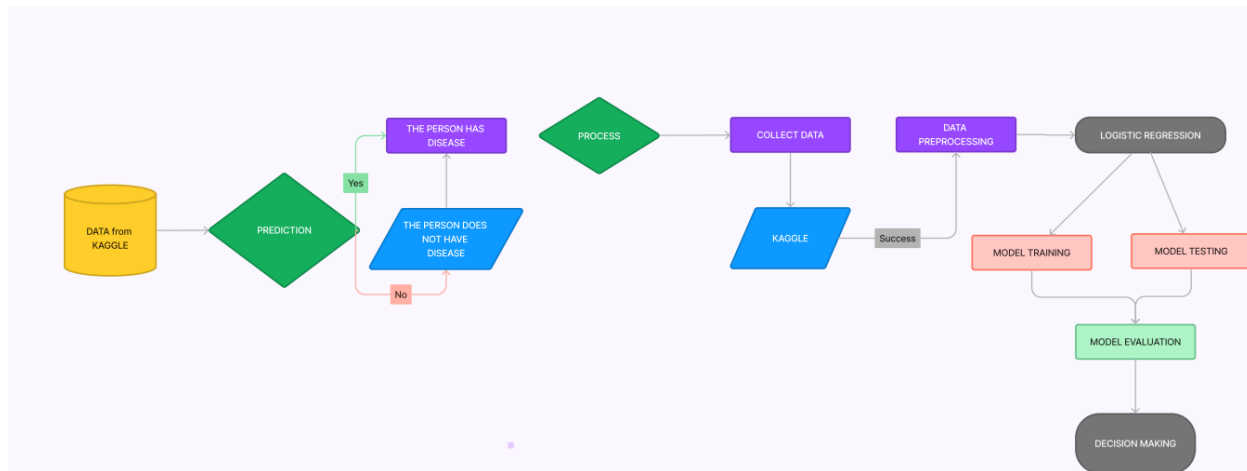 THE PERSON HAS
DISEASE
Yes
DATA from
KAGGLE
PREDICTION
THE PERSON DOES
NOT HAVE
DISEASE
No
PROCESS
COLLECT DATA
KAGGLE
Success
DATA
PREPROCESSING
LOGISTIC REGRESSION
MODEL TRAINING
MODEL TESTING
MODEL EVALUATION
DECISION MAKING